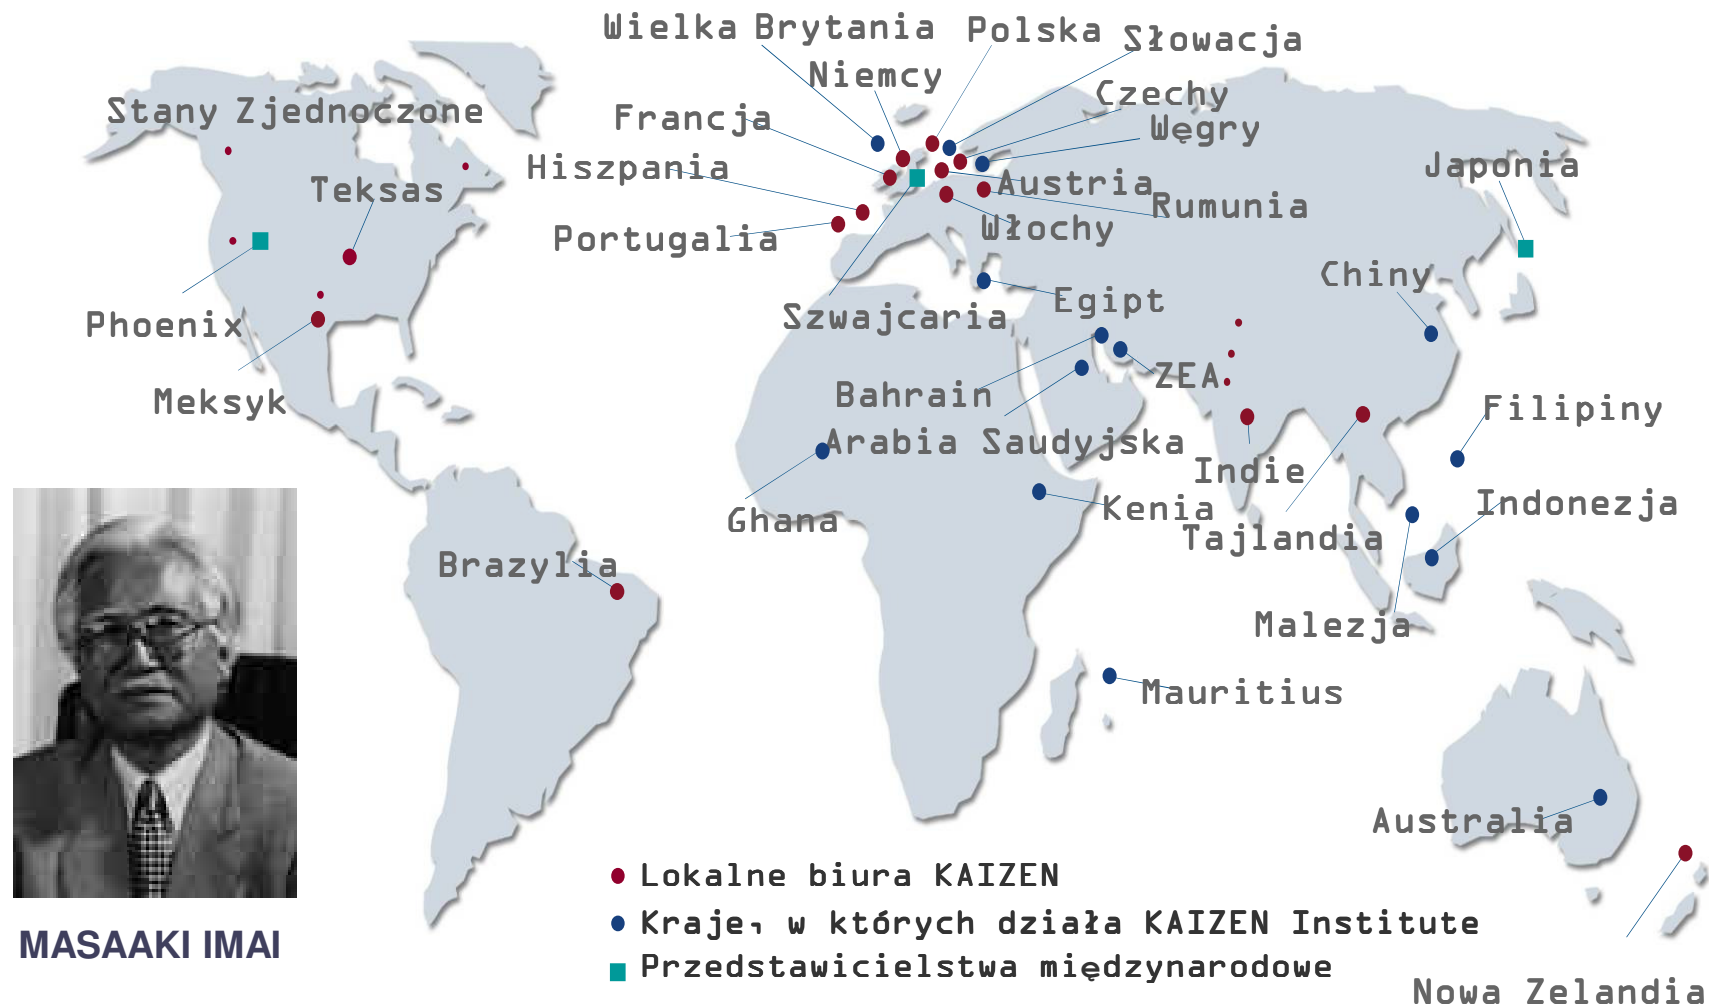 Wielka Brytania
Polska
Słowacja
Niemcy
Czechy
Stany Zjednoczone
Francja
Węgry
Hiszpania
Japonia
Teksas
Austria
Rumunia
Portugalia
Włochy
Chiny
Phoenix
Szwajcaria
Egipt
Meksyk
Bahrain
ZEA
Filipiny
Arabia Saudyjska
Indie
Ghana
Kenia
Indonezja
Tajlandia
Brazylia
Malezja
Mauritius
Australia
Lokalne biura KAIZEN
Kraje, w których działa KAIZEN Institute
MASAAKI IMAI
Przedstawicielstwa międzynarodowe
Nowa Zelandia